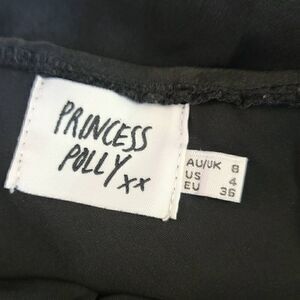 PRINCESS
POLLY xx
AU/UK 8
US 4
EU 36